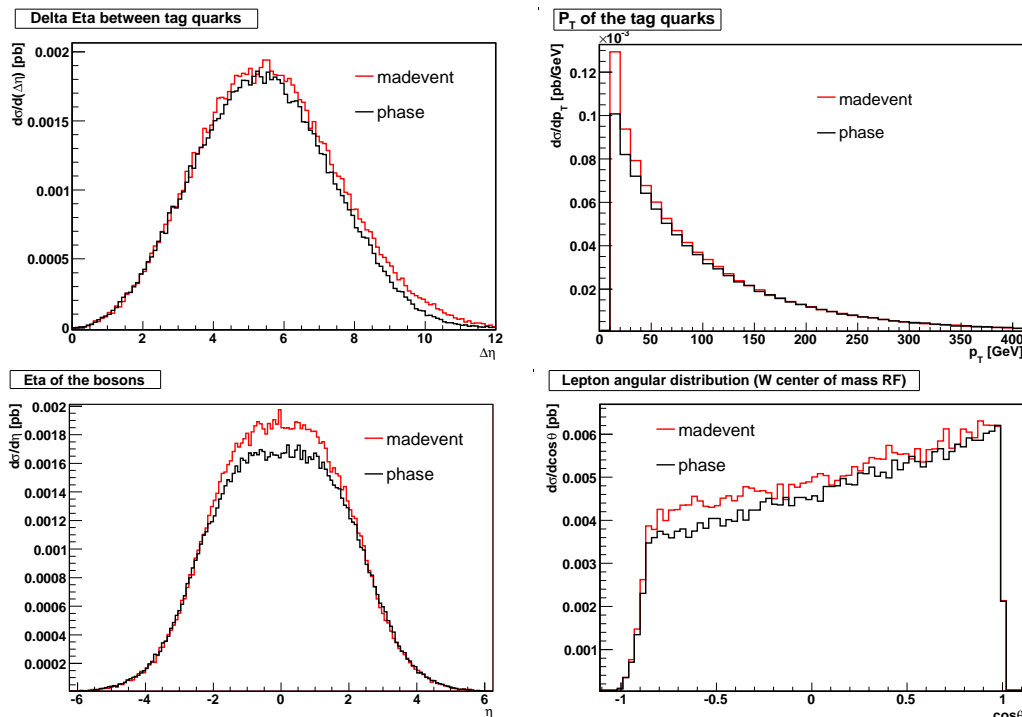 Delta Eta between tag quarks
dσ/d(Δη) [pb]
0.002
0.0015
0.001
0.0005
0
madevent
phase
0 2 4 6 8 10 12
Δη
P_T of the tag quarks
×10^-3
dσ/dp_T [pb/GeV]
0.12
0.1
0.08
0.06
0.04
0.02
madevent
phase
0 50 100 150 200 250 300 350 400
p_T [GeV]
Eta of the bosons
dσ/dη [pb]
0.002
0.0018
0.0016
0.0014
0.0012
0.001
0.0008
0.0006
0.0004
0.0002
madevent
phase
-6 -4 -2 0 2 4 6
η
Lepton angular distribution (W center of mass RF)
dσ/dcosθ [pb]
0.006
0.005
0.004
0.003
0.002
0.001
madevent
phase
-1 -0.5 0 0.5 1
cosθ